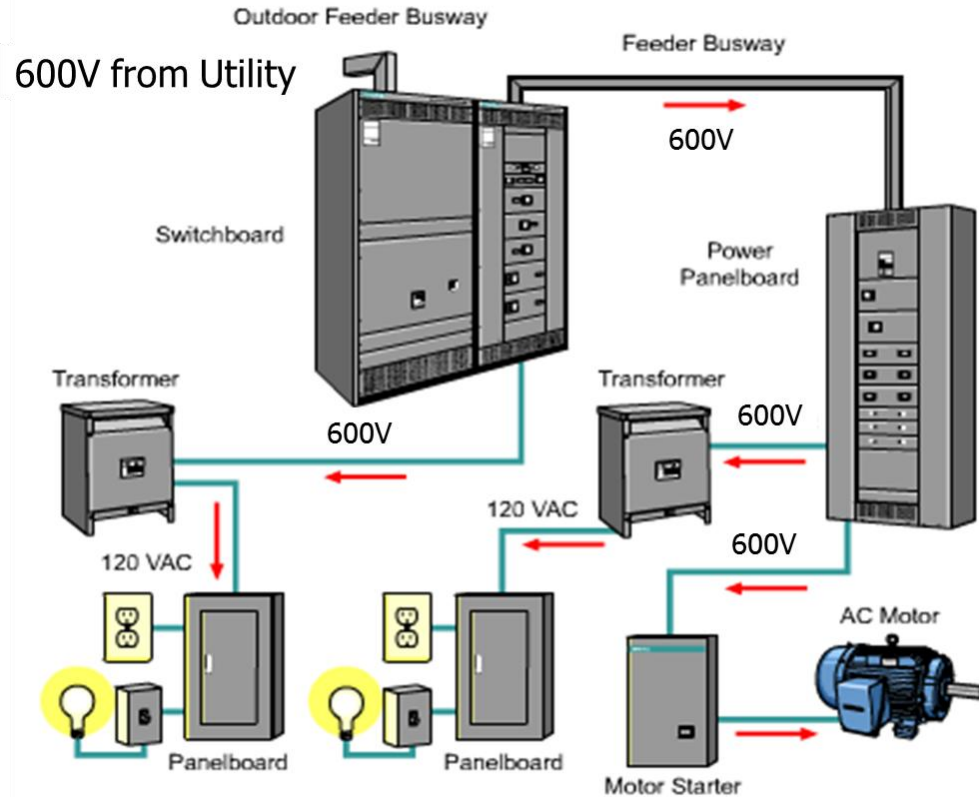 Outdoor Feeder Busway
600V from Utility
Feeder Busway
600V
Switchboard
Power
Panelboard
Transformer
Transformer
600V
600V
120 VAC
600V
120 VAC
AC Motor
Panelboard
Panelboard
Motor Starter